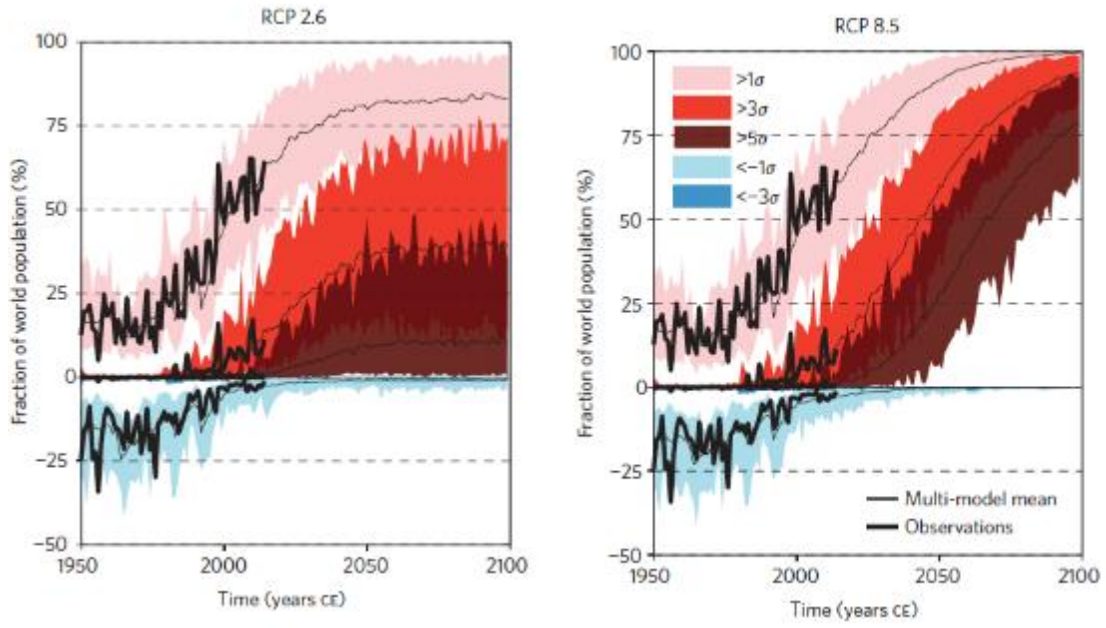 RCP 2.6
100
75
50
25
0
−25
−50
Fraction of world population (%)
1950
2000
2050
2100
Time (years CE)
RCP 8.5
100
75
50
25
0
−25
−50
Fraction of world population (%)
>1σ
>3σ
>5σ
<−1σ
<−3σ
Multi-model mean
Observations
1950
2000
2050
2100
Time (years CE)